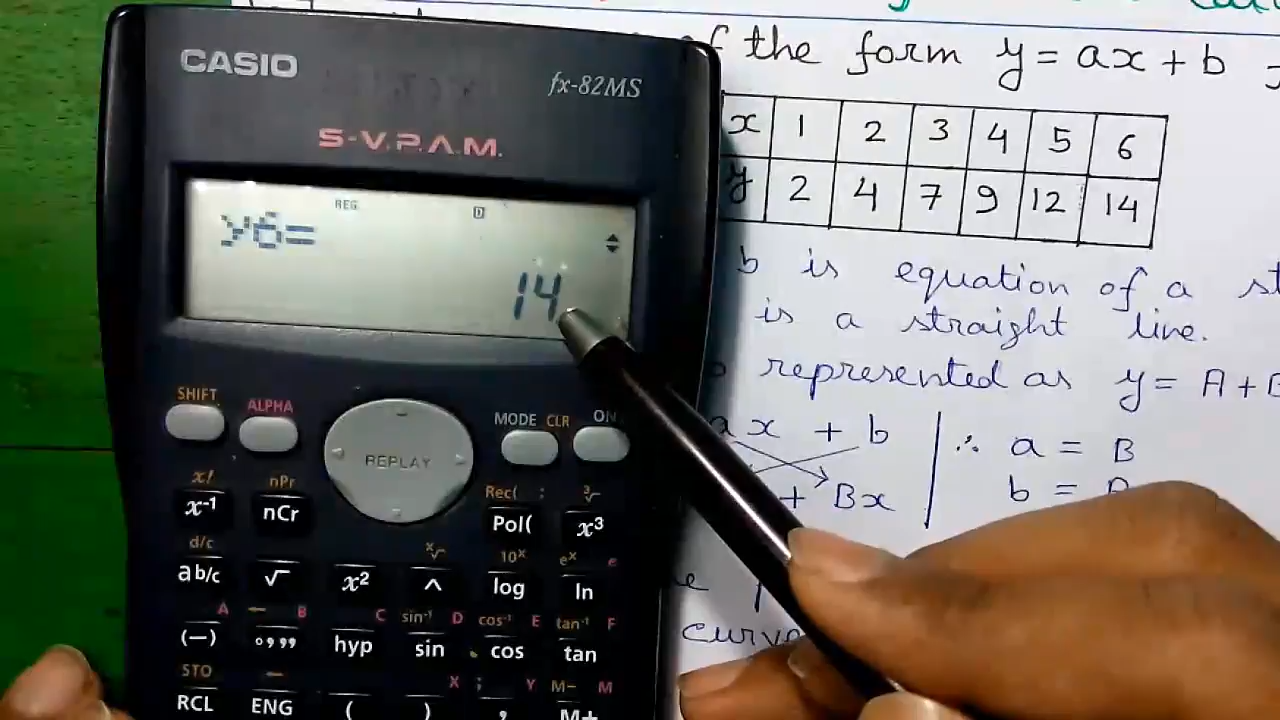 CASIO
fx-82MS
S-V.P.A.M.
REG D
y6=
14
SHIFT ALPHA MODE CLR ON
REPLAY
x! nPr Rec( : ³√
x⁻¹ nCr Pol( x³
d/c ˣ√ 10ˣ eˣ e
ab/c √ x² ^ log ln
A ← B C sin⁻¹ D cos⁻¹ E tan⁻¹ F
(−) °,,, hyp sin cos tan
STO ← X ; Y M− M
RCL ENG ( ) , M+
of the form y = ax + b
x 1 2 3 4 5 6
y 2 4 7 9 12 14
b is equation of a
is a straight line.
represented as y = A +
ax + b ∴ a = B
+ Bx b =
curve